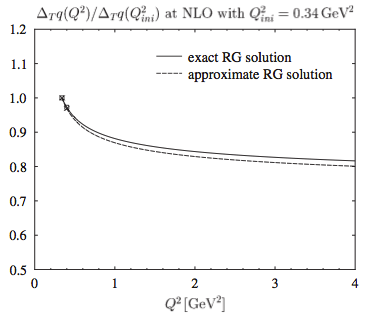 Δ_T q(Q²)/Δ_T q(Q²_ini) at NLO with Q²_ini = 0.34 GeV²
1.2
exact RG solution
1.1
approximate RG solution
1.0
0.9
0.8
0.7
0.6
0.5
0 1 2 3 4
Q² [GeV²]